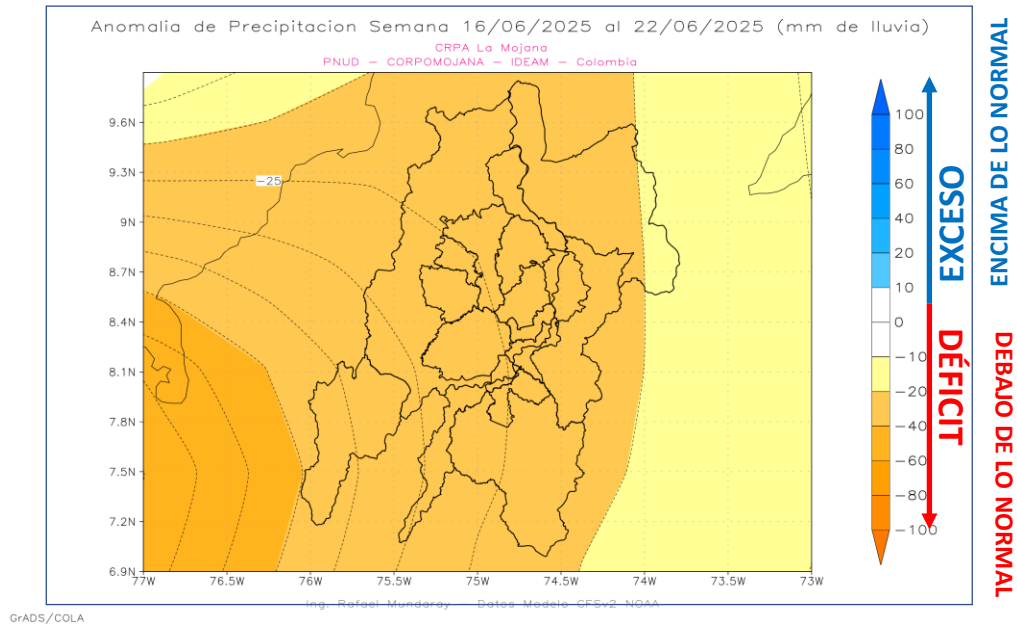 Anomalia de Precipitacion Semana 16/06/2025 al 22/06/2025 (mm de lluvia)
CRPA La Mojana
PNUD – CORPOMOJANA – IDEAM – Colombia
9.6N
9.3N
9N
8.7N
8.4N
8.1N
7.8N
7.5N
7.2N
6.9N
−25
77W
76.5W
76W
75.5W
75W
74.5W
74W
73.5W
73W
100
80
60
40
20
10
0
−10
−20
−40
−60
−80
−100
EXCESO
DÉFICIT
ENCIMA DE LO NORMAL
DEBAJO DE LO NORMAL
Ing. Rafael Mundaray – Datos Modelo CFSv2 NOAA
GrADS/COLA